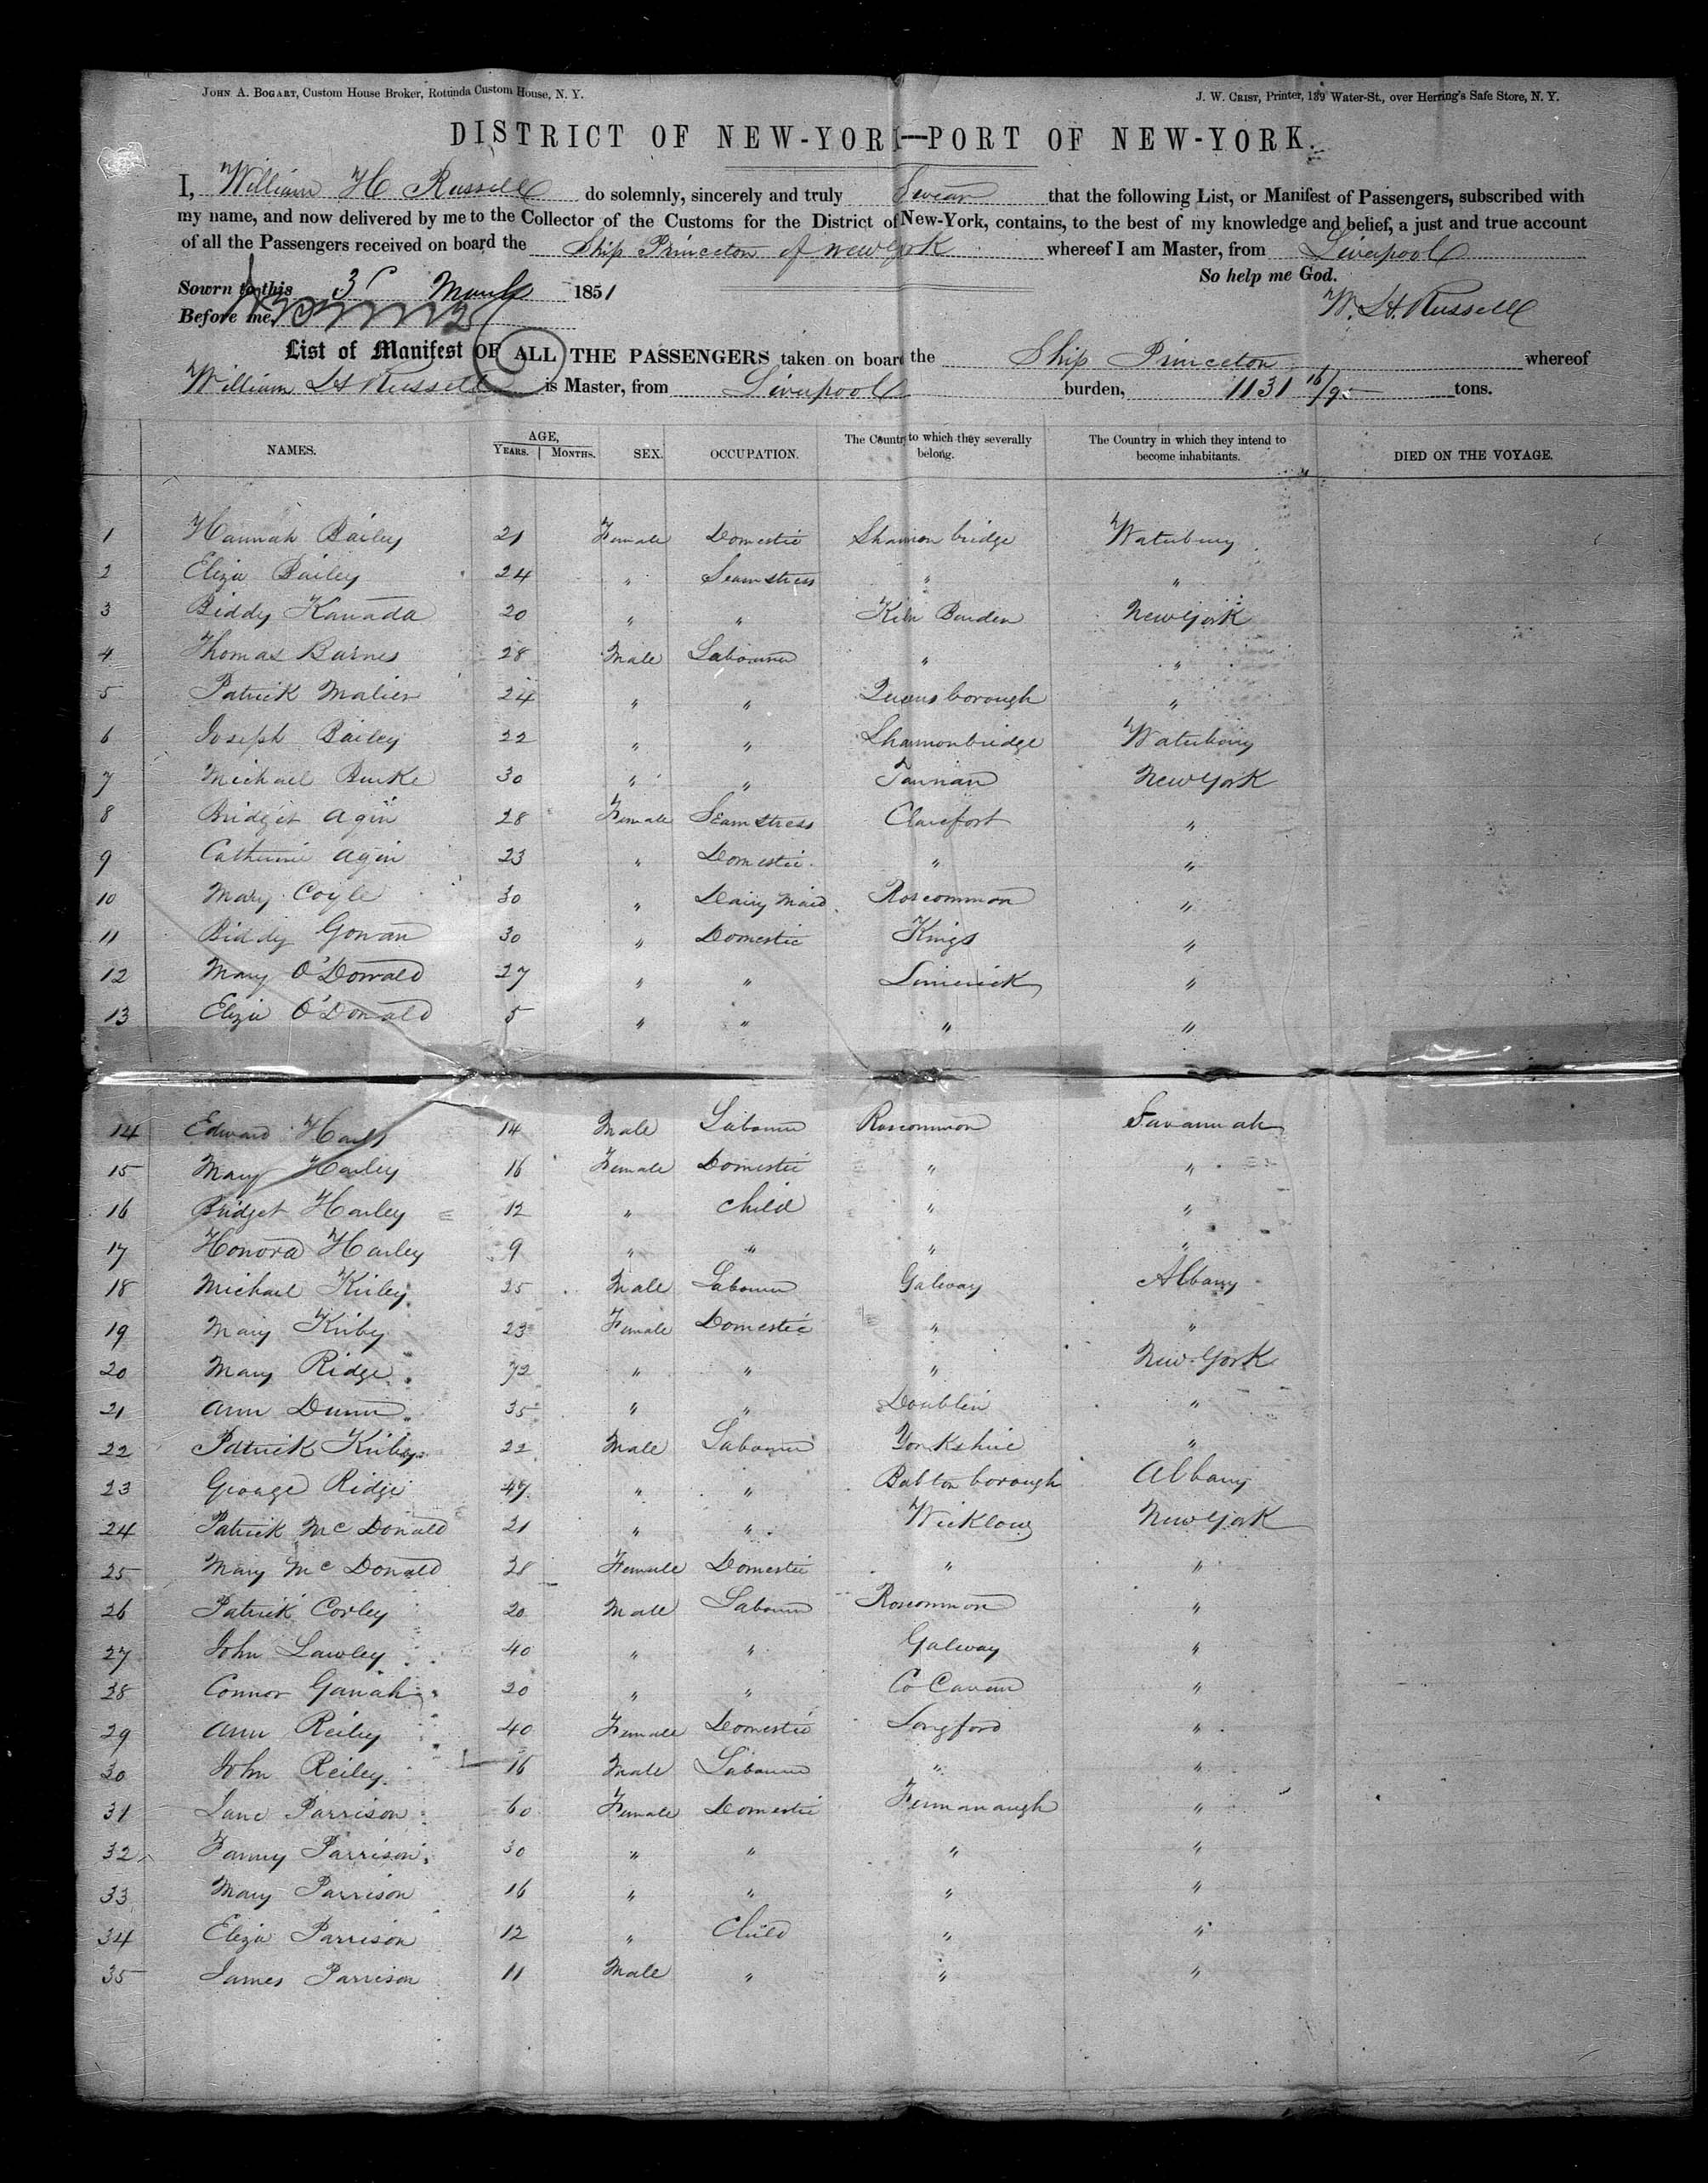 JOHN A. BOGART, Custom House Broker, Rotunda Custom House, N. Y.
J. W. CRIST, Printer, 139 Water-St., over Herring's Safe Store, N. Y.
DISTRICT OF NEW-YORK—PORT OF NEW-YORK.
I, William H Russell do solemnly, sincerely and truly Swear that the following List, or Manifest of Passengers, subscribed with
my name, and now delivered by me to the Collector of the Customs for the District of New-York, contains, to the best of my knowledge and belief, a just and true account
of all the Passengers received on board the Ship Princeton of New York whereof I am Master, from Liverpool
So help me God.
Sowrn to this 3 March 1851
W. H. Russell
Before me,
List of Manifest OF ALL THE PASSENGERS taken on board the Ship Princeton whereof
William H Russell is Master, from Liverpool burden, 1131 16/95 tons.
NAMES. AGE, YEARS. MONTHS. SEX. OCCUPATION. The Country to which they severally belong. The Country in which they intend to become inhabitants. DIED ON THE VOYAGE.
1 Hannah Bailey 21 Female Domestic Shannon bridge Waterbury
2 Eliza Bailey 24 " Seamstress " "
3 Biddy Kanada 20 " " Kiln New York
4 Thomas Barnes 28 Male Labourer " "
5 Patrick Malier 24 " " Queensborough "
6 Joseph Bailey 22 " " Shannonbridge Waterbury
7 Michael Burke 30 " " New York
8 Bridget Agin 28 Female Seamstress Clarefort "
9 Catherine Agin 23 " Domestic " "
10 Mary Coyle 30 " Dairy Maid Roscommon "
11 Biddy Gowan 30 " Domestic Kings "
12 Mary O'Donald 27 " " Limerick "
13 Eliza O'Donald 5 " " " "
14 Edward 14 Male Labourer Roscommon Savannah
15 Mary Harley 16 Female Domestic " "
16 Bridget Harley 12 " Child " "
17 Honora Harley 9 " " " "
18 Michael Kirby 25 Male Labourer Galway Albany
19 Mary Kirby 23 Female Domestic " "
20 Mary Ridge 72 " " " New York
21 Ann Dunn 35 " " Doublin "
22 Patrick Kirby 22 Male Labourer Yorkshire "
23 George Ridge 47 " " Albany
24 Patrick McDonald 21 " " Wicklow New York
25 Mary McDonald 28 Female Domestic " "
26 Patrick Corley 20 Male Labourer Roscommon "
27 John Lawley 40 " " Galway "
28 Connor 20 " " Co Cavan "
29 Ann Reiley 40 Female Domestic Longford "
30 John Reiley 16 Male Labourer " "
31 Jane Parrison 60 Female Domestic Fermanaugh "
32 Fanny Parrison 30 " " " "
33 Mary Parrison 16 " " " "
34 Eliza Parrison 12 " Child " "
35 James Parrison 11 Male " " "